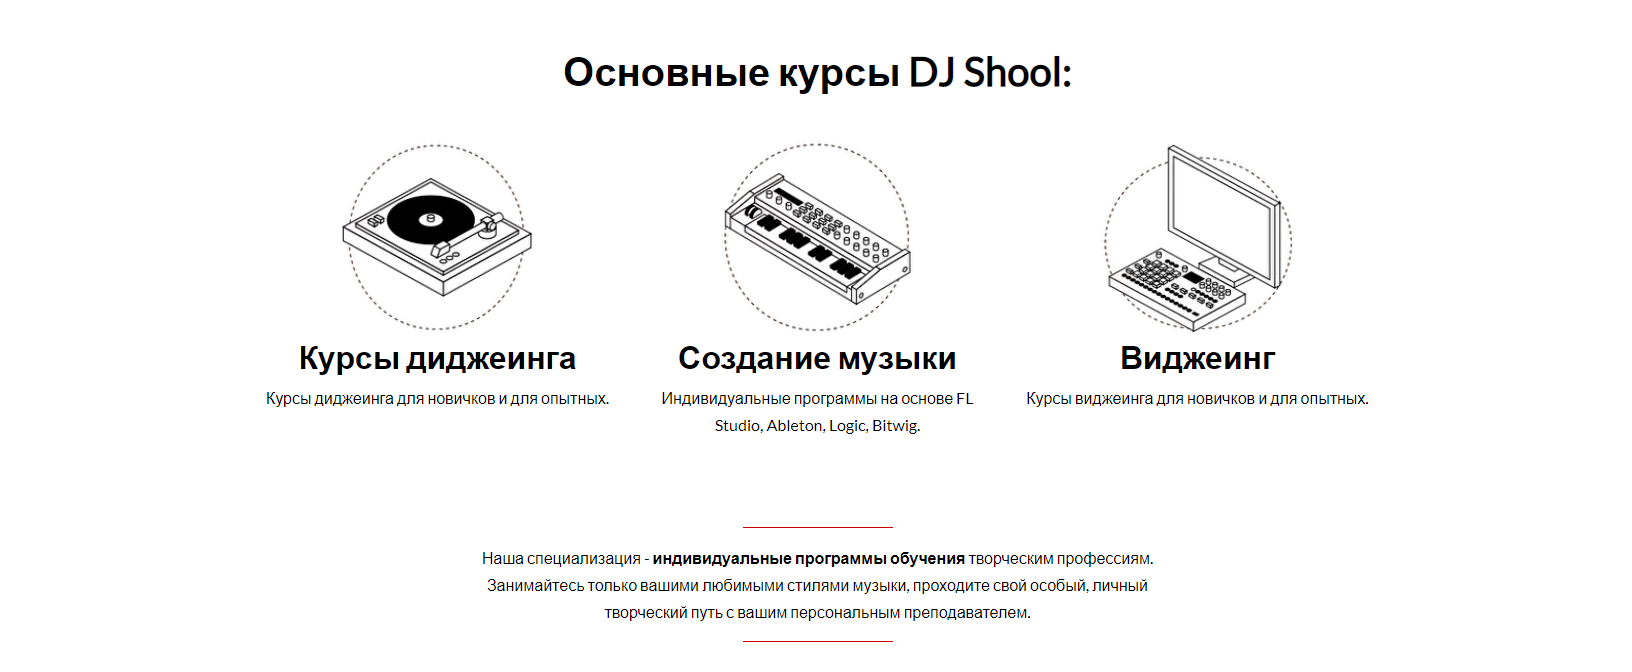 Основные курсы DJ Shool:
Курсы диджеинга
Курсы диджеинга для новичков и для опытных.
Создание музыки
Индивидуальные программы на основе FL
Studio, Ableton, Logic, Bitwig.
Виджеинг
Курсы виджеинга для новичков и для опытных.
Наша специализация - индивидуальные программы обучения творческим профессиям.
Занимайтесь только вашими любимыми стилями музыки, проходите свой особый, личный
творческий путь с вашим персональным преподавателем.